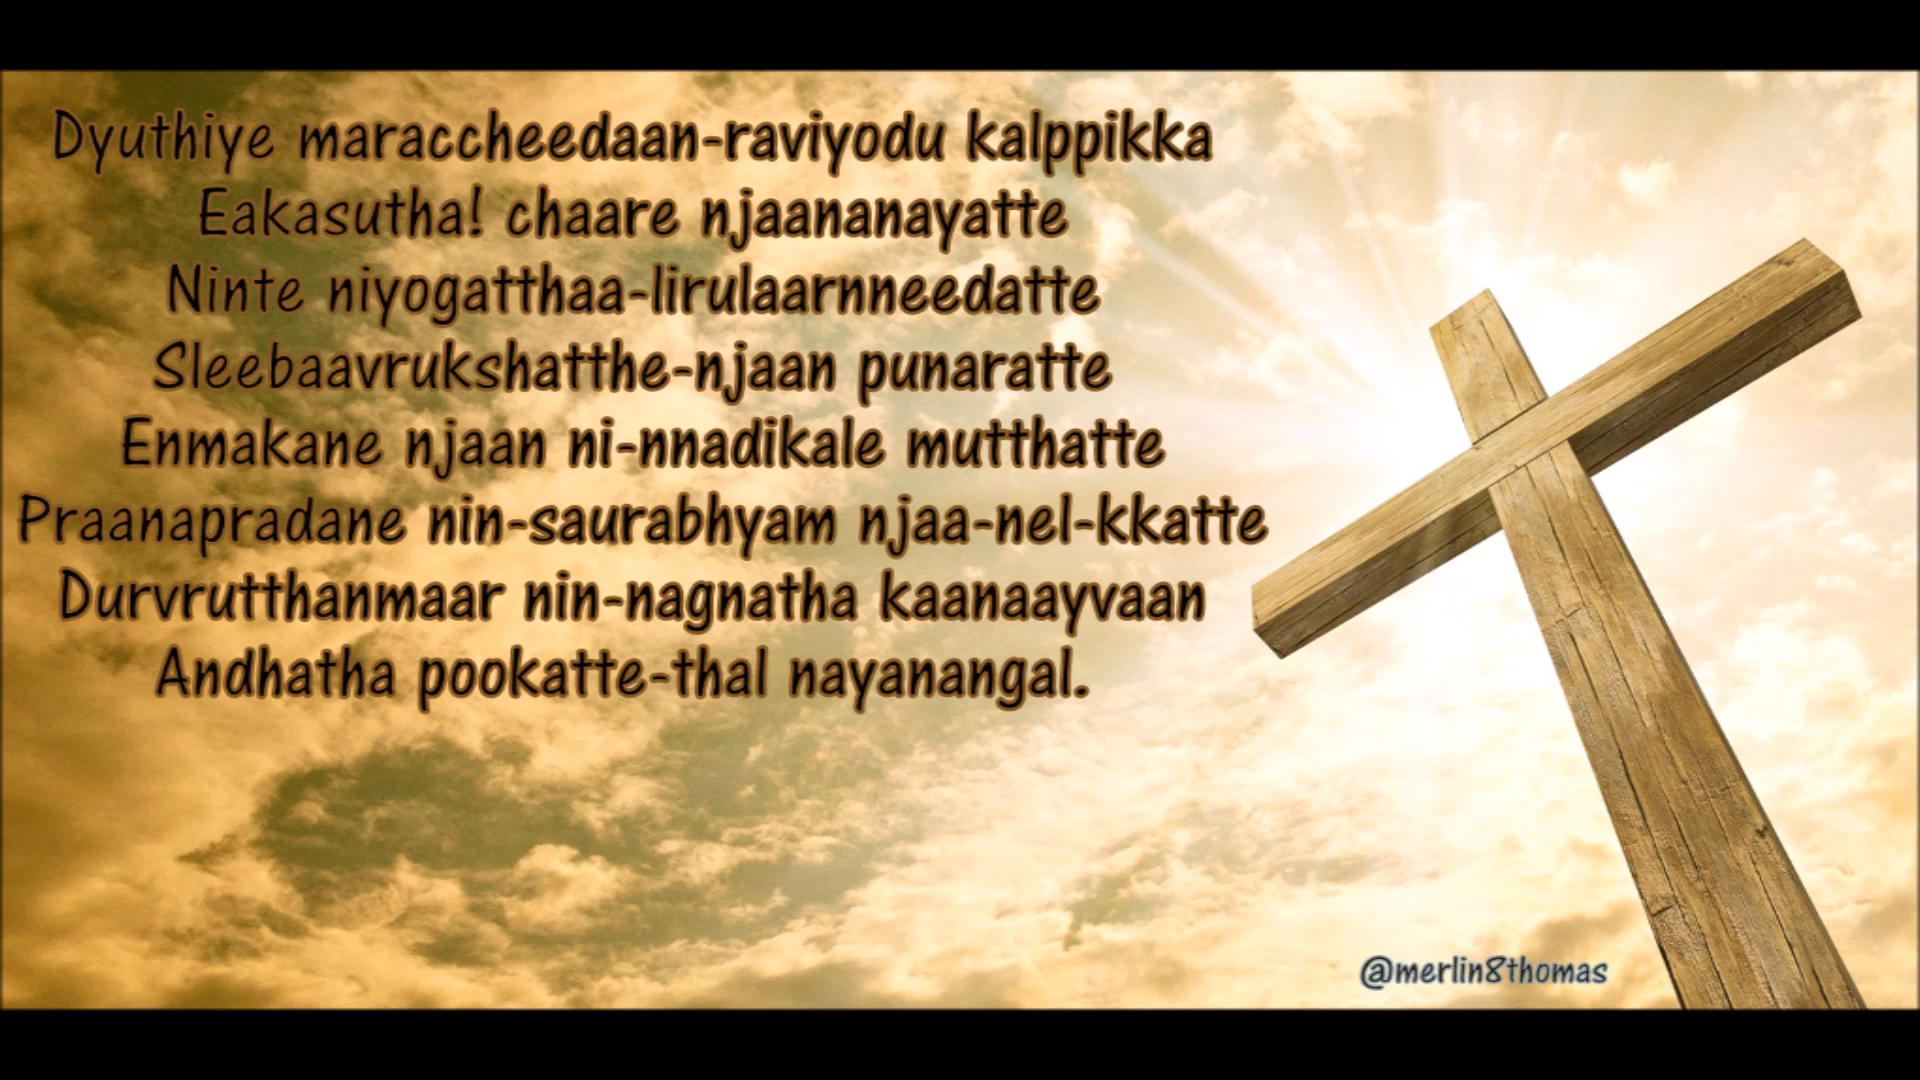 Dyuthiye maraccheedaan-raviyodu kalppikka
Eakasutha! chaare njaananayatte
Ninte niyogatthaa-lirulaarnneedatte
Sleebaavrukshatthe-njaan punaratte
Enmakane njaan ni-nnadikale mutthatte
Praanapradane nin-saurabhyam njaa-nel-kkatte
Durvrutthanmaar nin-nagnatha kaanaayvaan
Andhatha pookatte-thal nayanangal.
@merlin8thomas